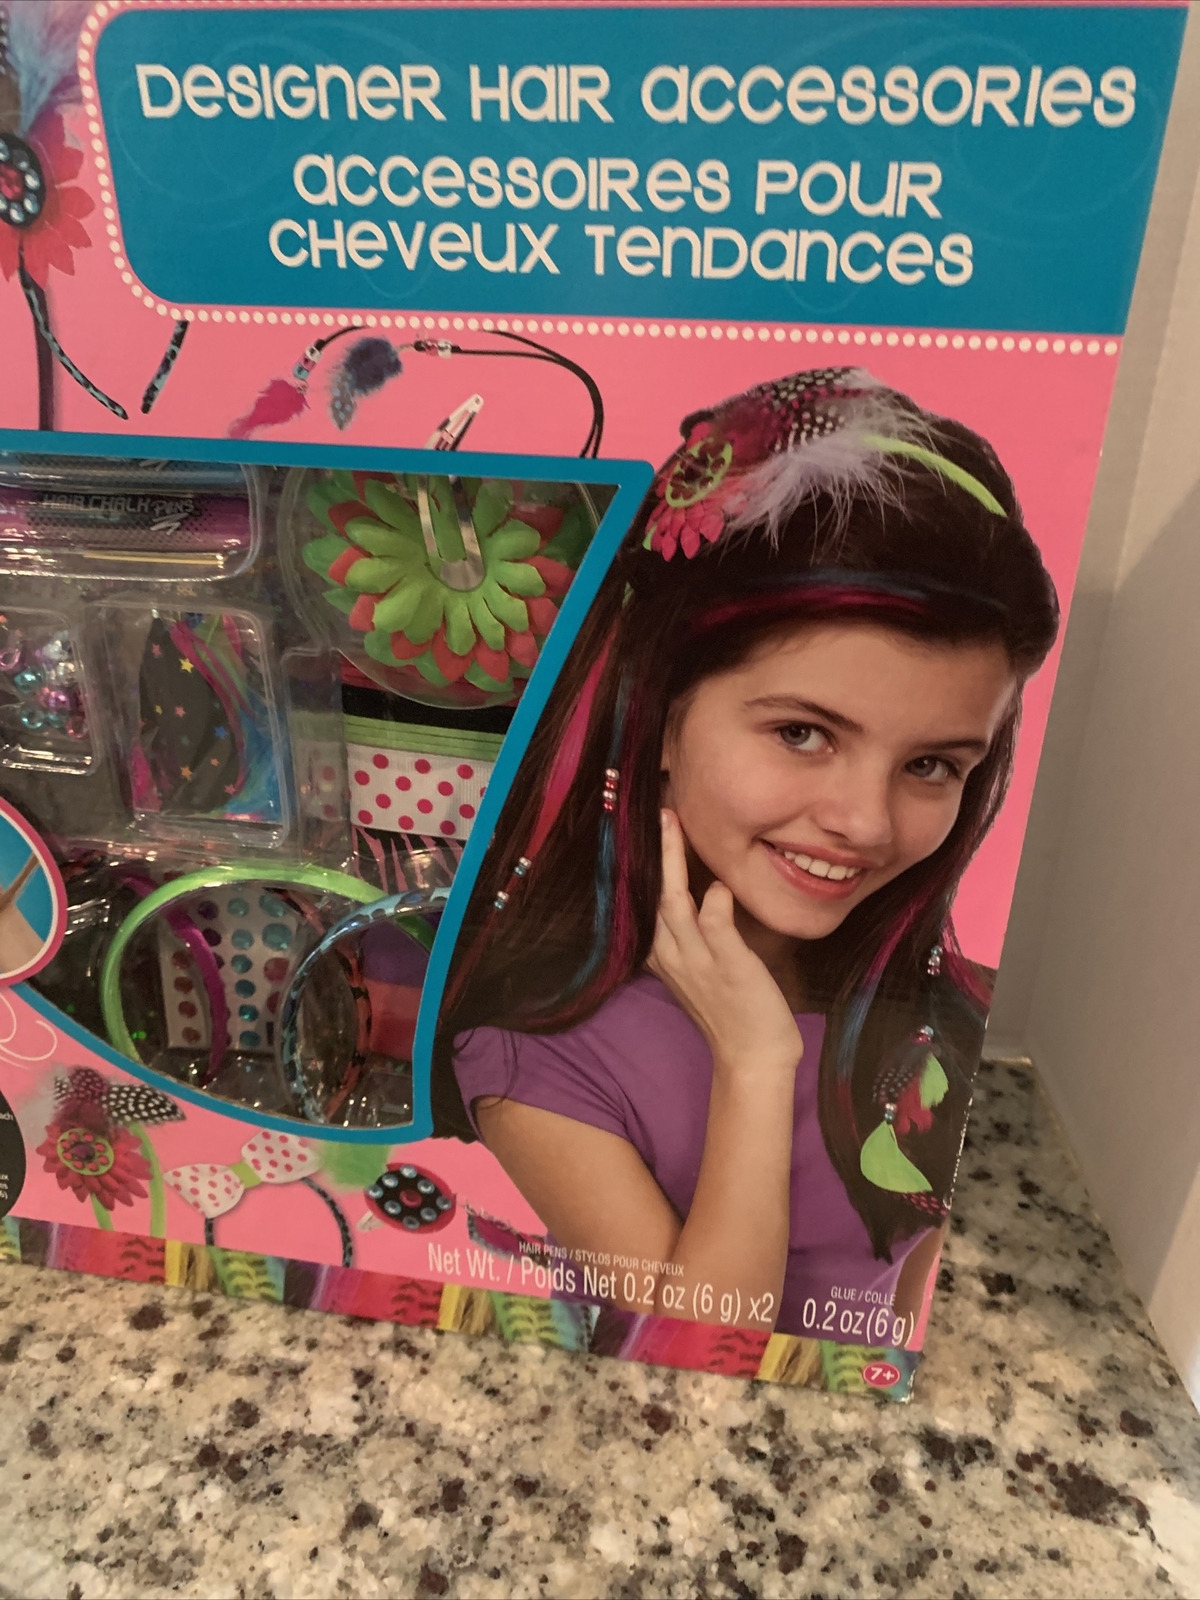 Designer Hair Accessories
Accessoires pour
cheveux tendances
HAIR CHALK PENS
HAIR PENS / STYLOS POUR CHEVEUX
Net Wt. / Poids Net 0.2 oz (6 g) x2
GLUE / COLLE
0.2 oz (6 g)
7+